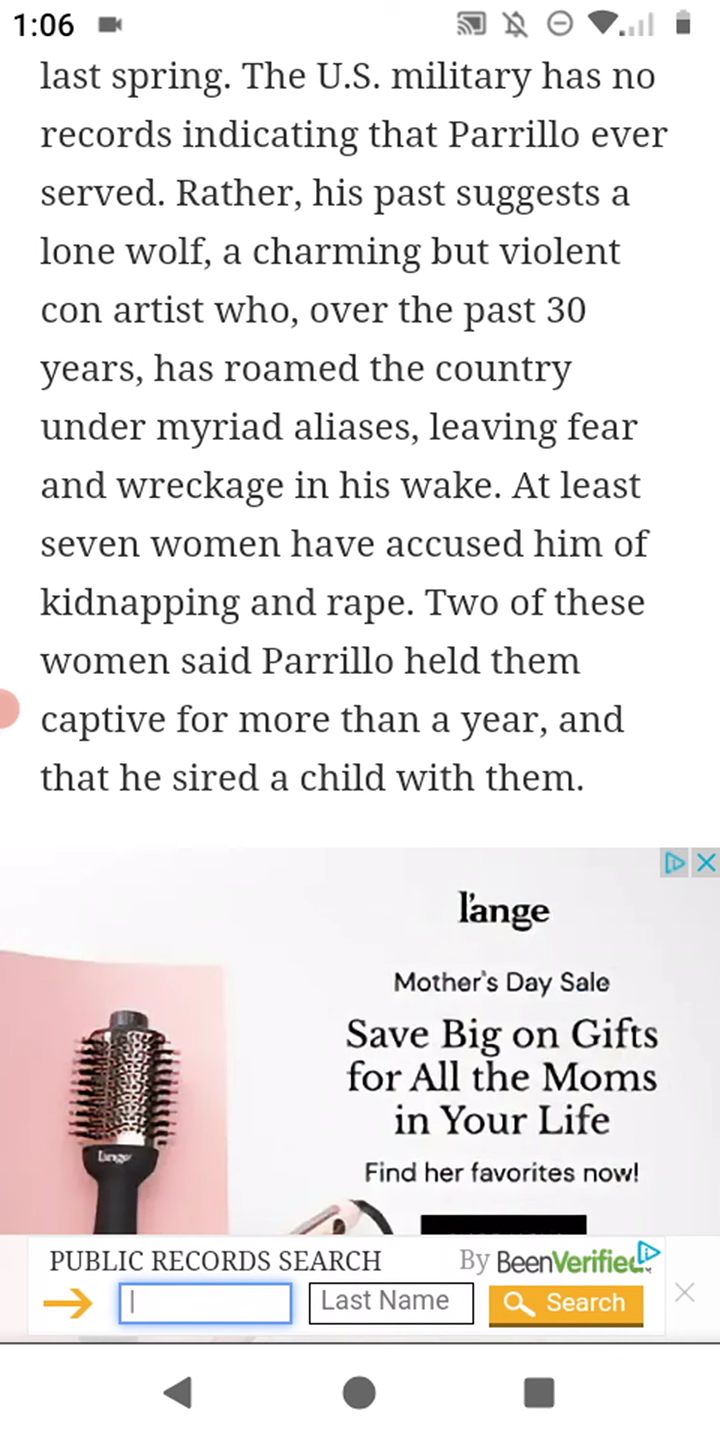 1:06
last spring. The U.S. military has no
records indicating that Parrillo ever
served. Rather, his past suggests a
lone wolf, a charming but violent
con artist who, over the past 30
years, has roamed the country
under myriad aliases, leaving fear
and wreckage in his wake. At least
seven women have accused him of
kidnapping and rape. Two of these
women said Parrillo held them
captive for more than a year, and
that he sired a child with them.
l'ange
Mother's Day Sale
Save Big on Gifts
for All the Moms
in Your Life
Find her favorites now!
l'ange
PUBLIC RECORDS SEARCH By BeenVerified
Last Name Search